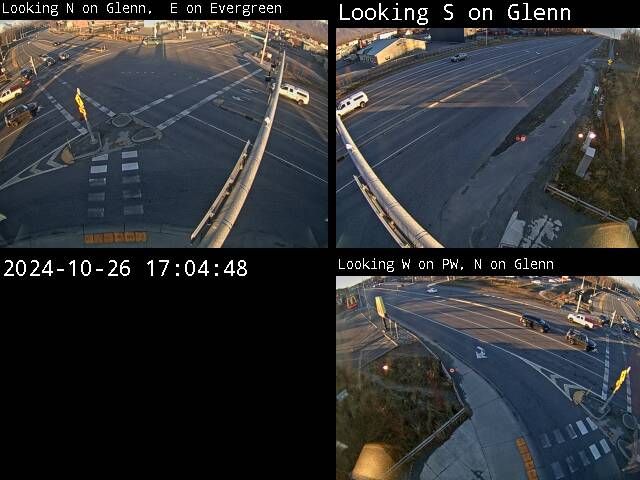 Looking N on Glenn,  E on Evergreen
Looking S on Glenn
2024-10-26 17:04:48
Looking W on PW, N on Glenn